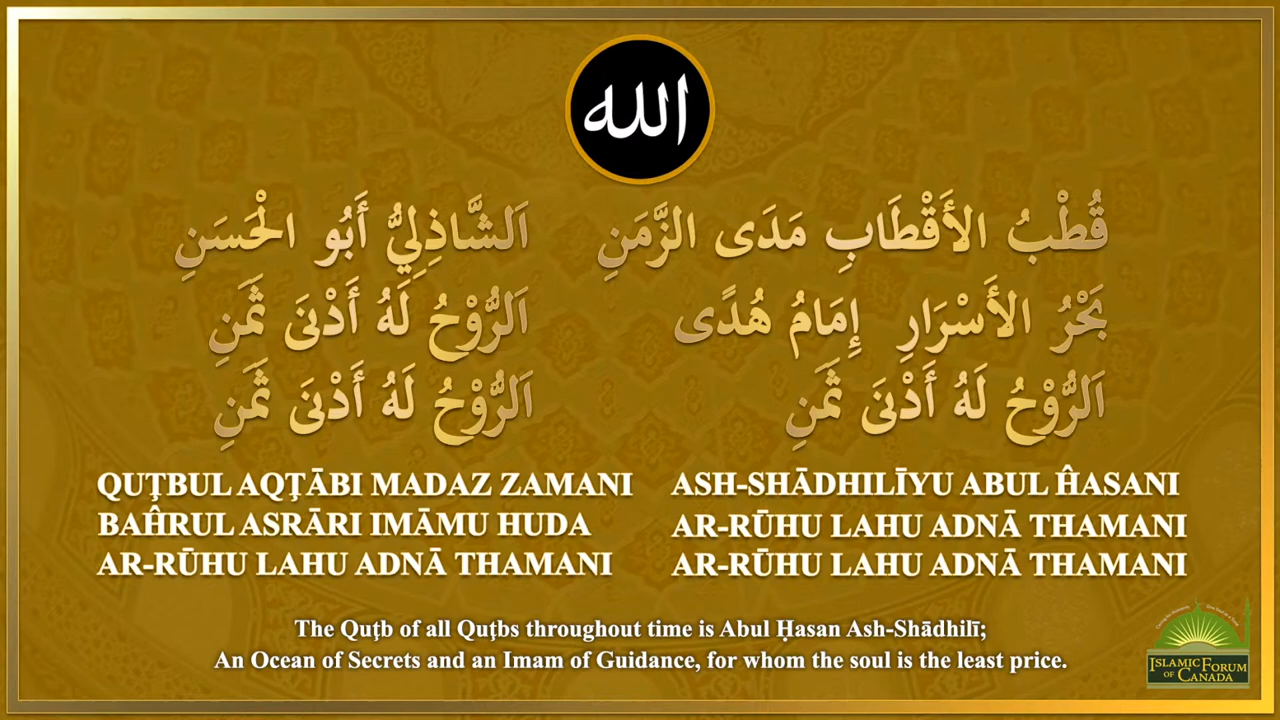 الله
قُطْبُ الأَقْطَابِ مَدَى الزَّمَنِ اَلشَّاذِلِيُّ أَبُو الْحَسَنِ
بَحْرُ الأَسْرَارِ إِمَامُ هُدًى اَلرُّوْحُ لَهُ أَدْنَى ثَمَنِ
اَلرُّوْحُ لَهُ أَدْنَى ثَمَنِ اَلرُّوْحُ لَهُ أَدْنَى ثَمَنِ
QUŢBUL AQŢĀBI MADAZ ZAMANI ASH-SHĀDHILĪYU ABUL ĤASANI
BAĤRUL ASRĀRI IMĀMU HUDA AR-RŪHU LAHU ADNĀ THAMANI
AR-RŪHU LAHU ADNĀ THAMANI AR-RŪHU LAHU ADNĀ THAMANI
The Quţb of all Quţbs throughout time is Abul Ḥasan Ash-Shādhilī;
An Ocean of Secrets and an Imam of Guidance, for whom the soul is the least price.
ISLAMIC FORUM
OF CANADA